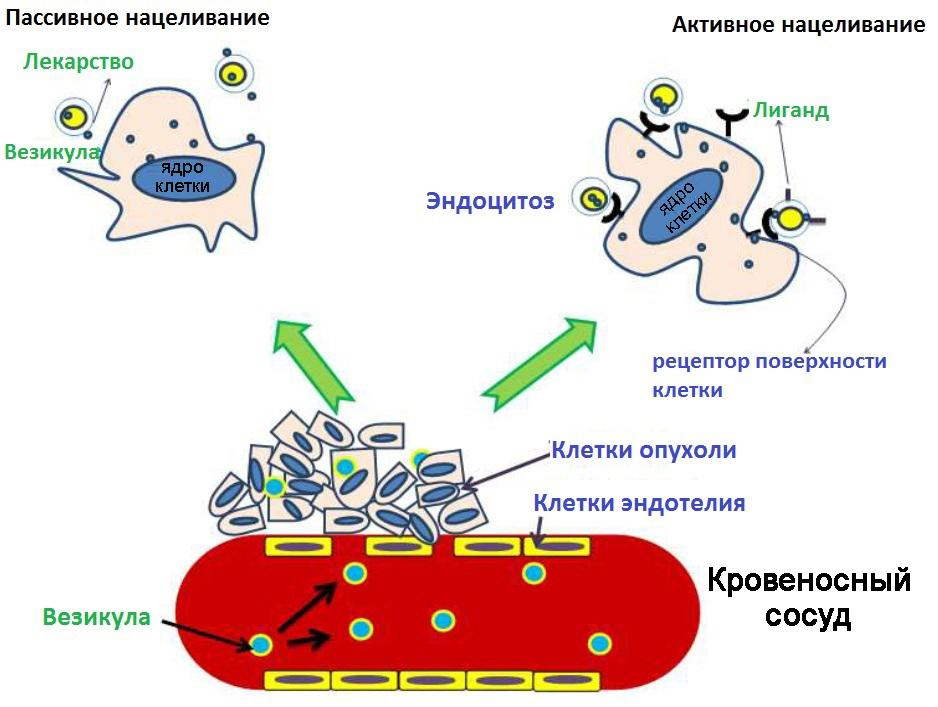 Пассивное нацеливание
Активное нацеливание
Лекарство
Везикула
ядро
клетки
Лиганд
Эндоцитоз
ядро
клетки
рецептор поверхности
клетки
Клетки опухоли
Клетки эндотелия
Кровеносный
сосуд
Везикула